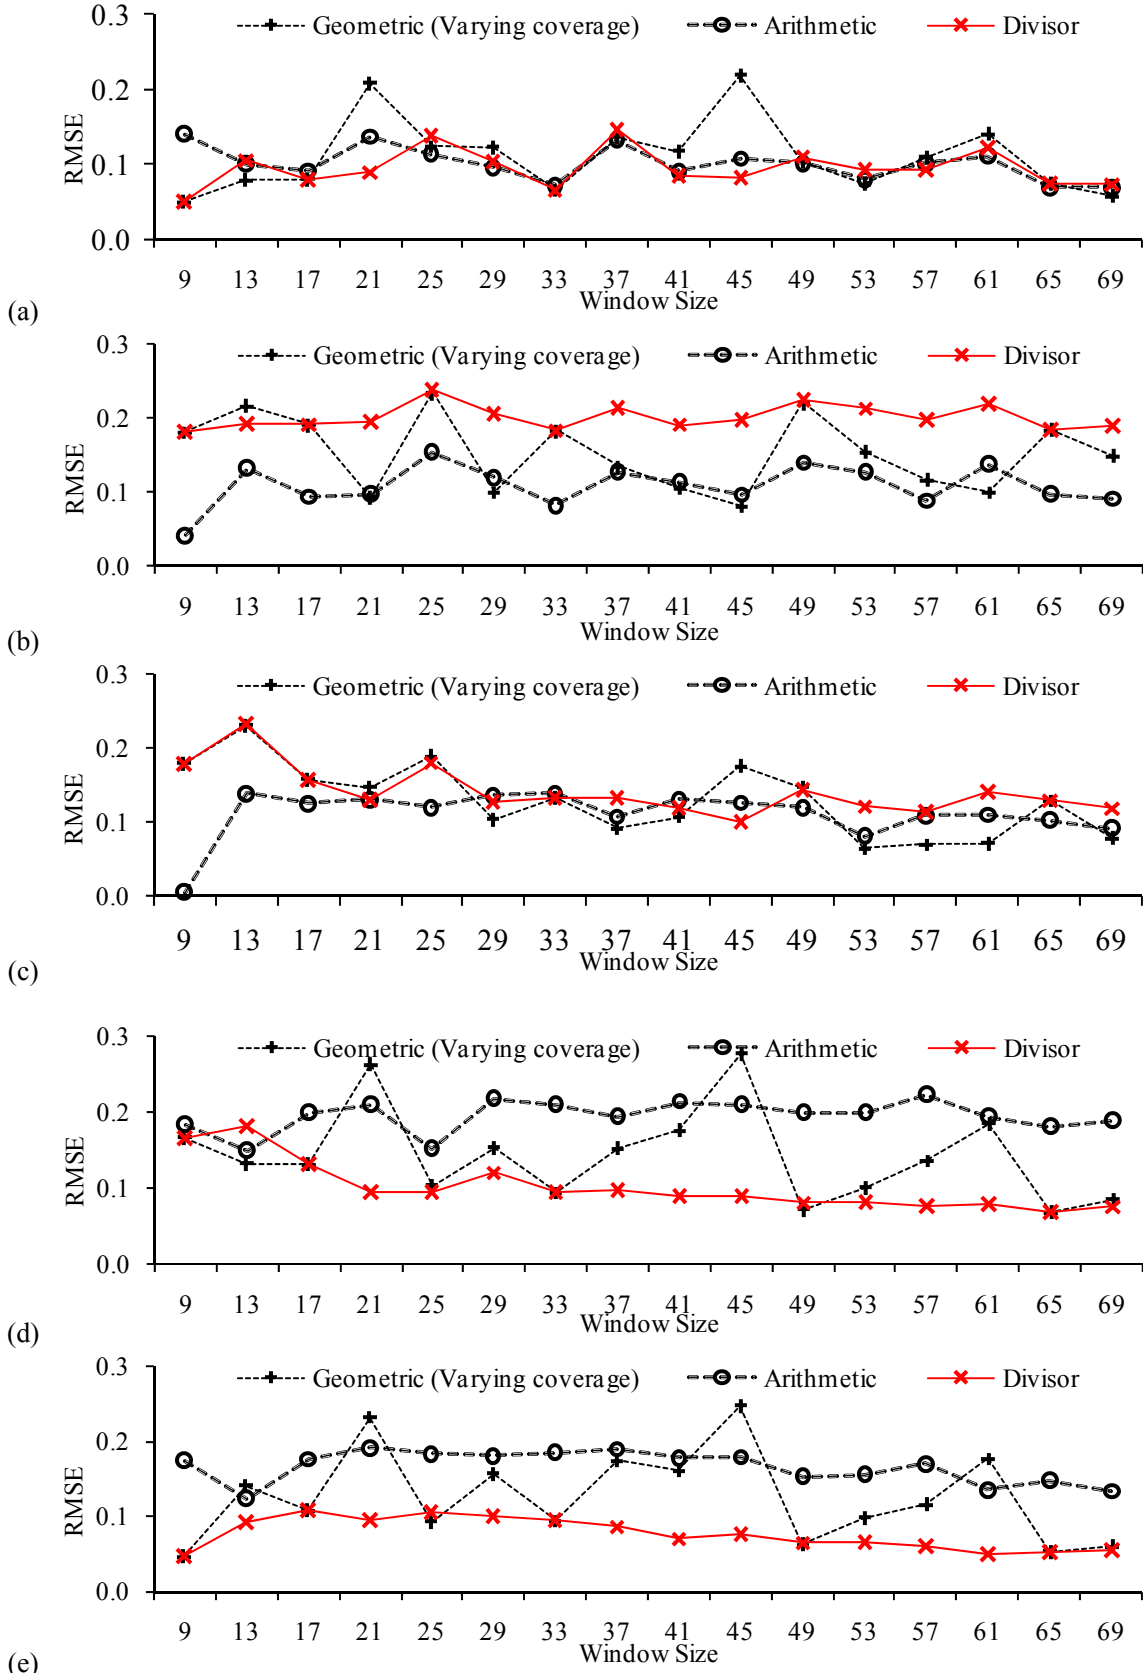 0.3
Geometric (Varying coverage) Arithmetic Divisor
0.2
RMSE
0.1
0.0
9 13 17 21 25 29 33 37 41 45 49 53 57 61 65 69
Window Size
(a)
0.3
Geometric (Varying coverage) Arithmetic Divisor
0.2
RMSE
0.1
0.0
9 13 17 21 25 29 33 37 41 45 49 53 57 61 65 69
Window Size
(b)
0.3
Geometric (Varying coverage) Arithmetic Divisor
0.2
RMSE
0.1
0.0
9 13 17 21 25 29 33 37 41 45 49 53 57 61 65 69
Window Size
(c)
0.3
Geometric (Varying coverage) Arithmetic Divisor
0.2
RMSE
0.1
0.0
9 13 17 21 25 29 33 37 41 45 49 53 57 61 65 69
Window Size
(d)
0.3
Geometric (Varying coverage) Arithmetic Divisor
0.2
RMSE
0.1
0.0
9 13 17 21 25 29 33 37 41 45 49 53 57 61 65 69
Window Size
(e)